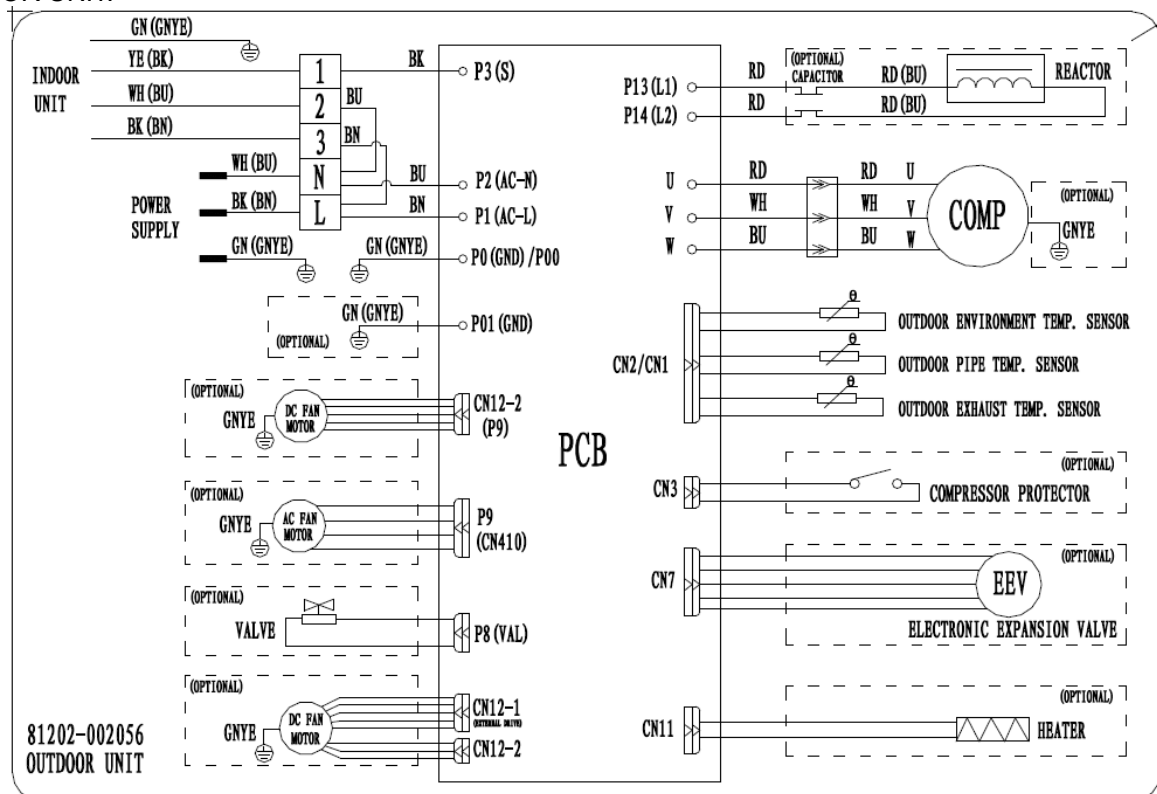 GN(GNYE)
YE(BK)
INDOOR
UNIT
WH(BU)
BK(BN)
1
2
3
N
L
BK
BU
BN
BU
BN
P3(S)
P2(AC-N)
P1(AC-L)
WH(BU)
POWER
SUPPLY
BK(BN)
GN(GNYE)
GN(GNYE)
P0(GND)/P00
GN(GNYE)
(OPTIONAL)
P01(GND)
(OPTIONAL)
GNYE
DC FAN
MOTOR
CN12-2
(P9)
(OPTIONAL)
GNYE
AC FAN
MOTOR
P9
(CN410)
(OPTIONAL)
VALVE
P8(VAL)
(OPTIONAL)
GNYE
DC FAN
MOTOR
CN12-1
(EXTERNAL DRIVE)
CN12-2
81202-002056
OUTDOOR UNIT
PCB
P13(L1)
P14(L2)
RD
RD
(OPTIONAL)
CAPACITOR
RD(BU)
RD(BU)
REACTOR
U
V
W
RD
WH
BU
RD
WH
BU
U
V
W
COMP
(OPTIONAL)
GNYE
CN2/CN1
θ
OUTDOOR ENVIRONMENT TEMP. SENSOR
θ
OUTDOOR PIPE TEMP. SENSOR
θ
OUTDOOR EXHAUST TEMP. SENSOR
CN3
(OPTIONAL)
COMPRESSOR PROTECTOR
CN7
(OPTIONAL)
EEV
ELECTRONIC EXPANSION VALVE
CN11
(OPTIONAL)
HEATER